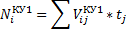 N_i^{КУ1} = ∑ V_{ij}^{КУ1} * t_j